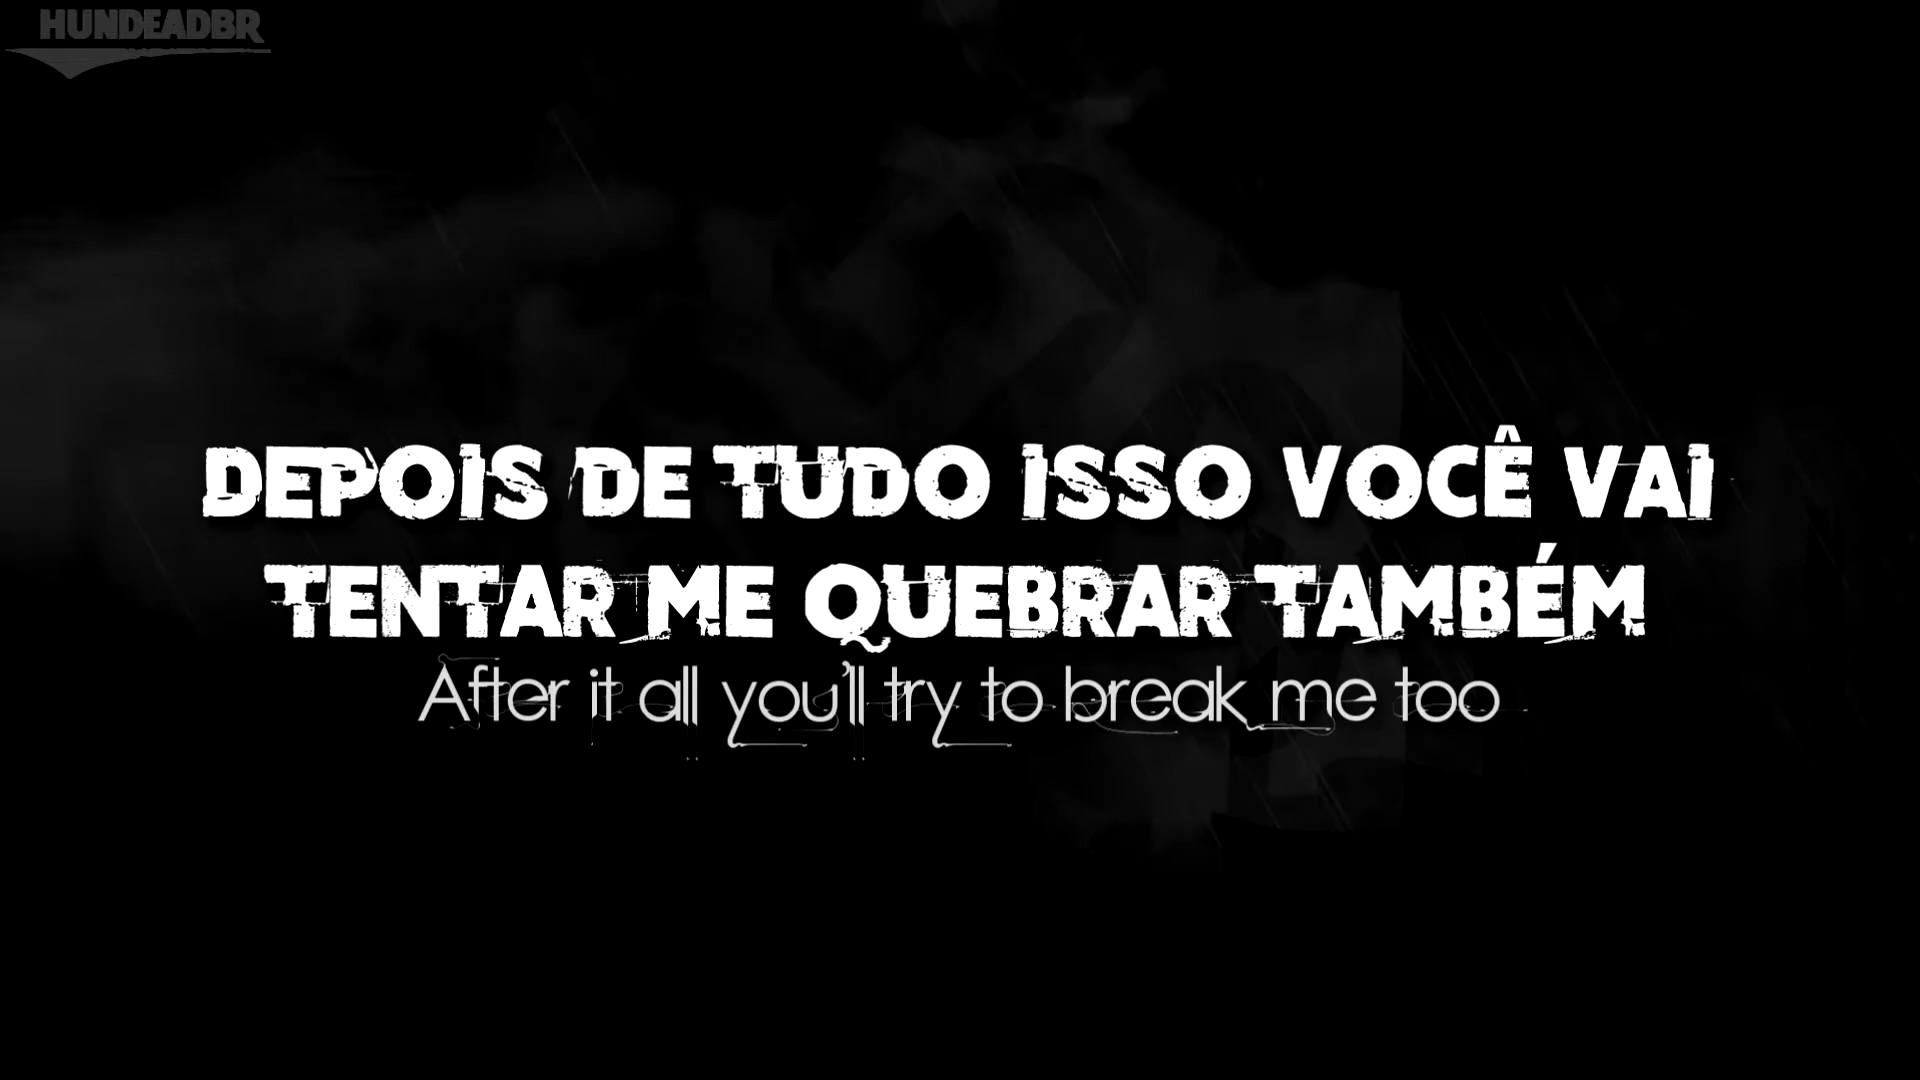 HUNDEADBR
DEPOIS DE TUDO ISSO VOCÊ VAI
TENTAR ME QUEBRAR TAMBÉM
After it all you'll try to break me too